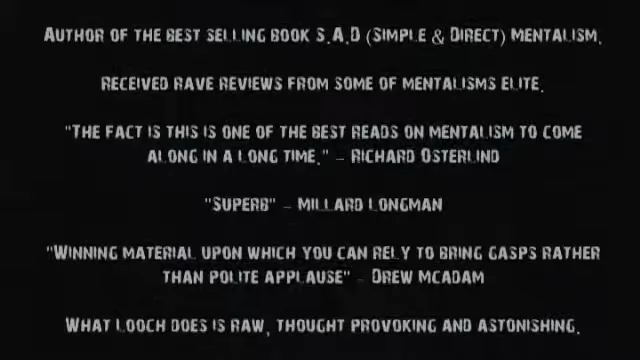 Author of the best selling book S.A.D (Simple & Direct) mentalism.
received rave reviews from some of mentalisms elite.
"The fact is this is one of the best reads on mentalism to come
along in a long time." – Richard Osterlind
"Superb" – Millard Longman
"Winning material upon which you can rely to bring gasps rather
than polite applause" – Drew McAdam
What Looch does is raw, thought provoking and astonishing.